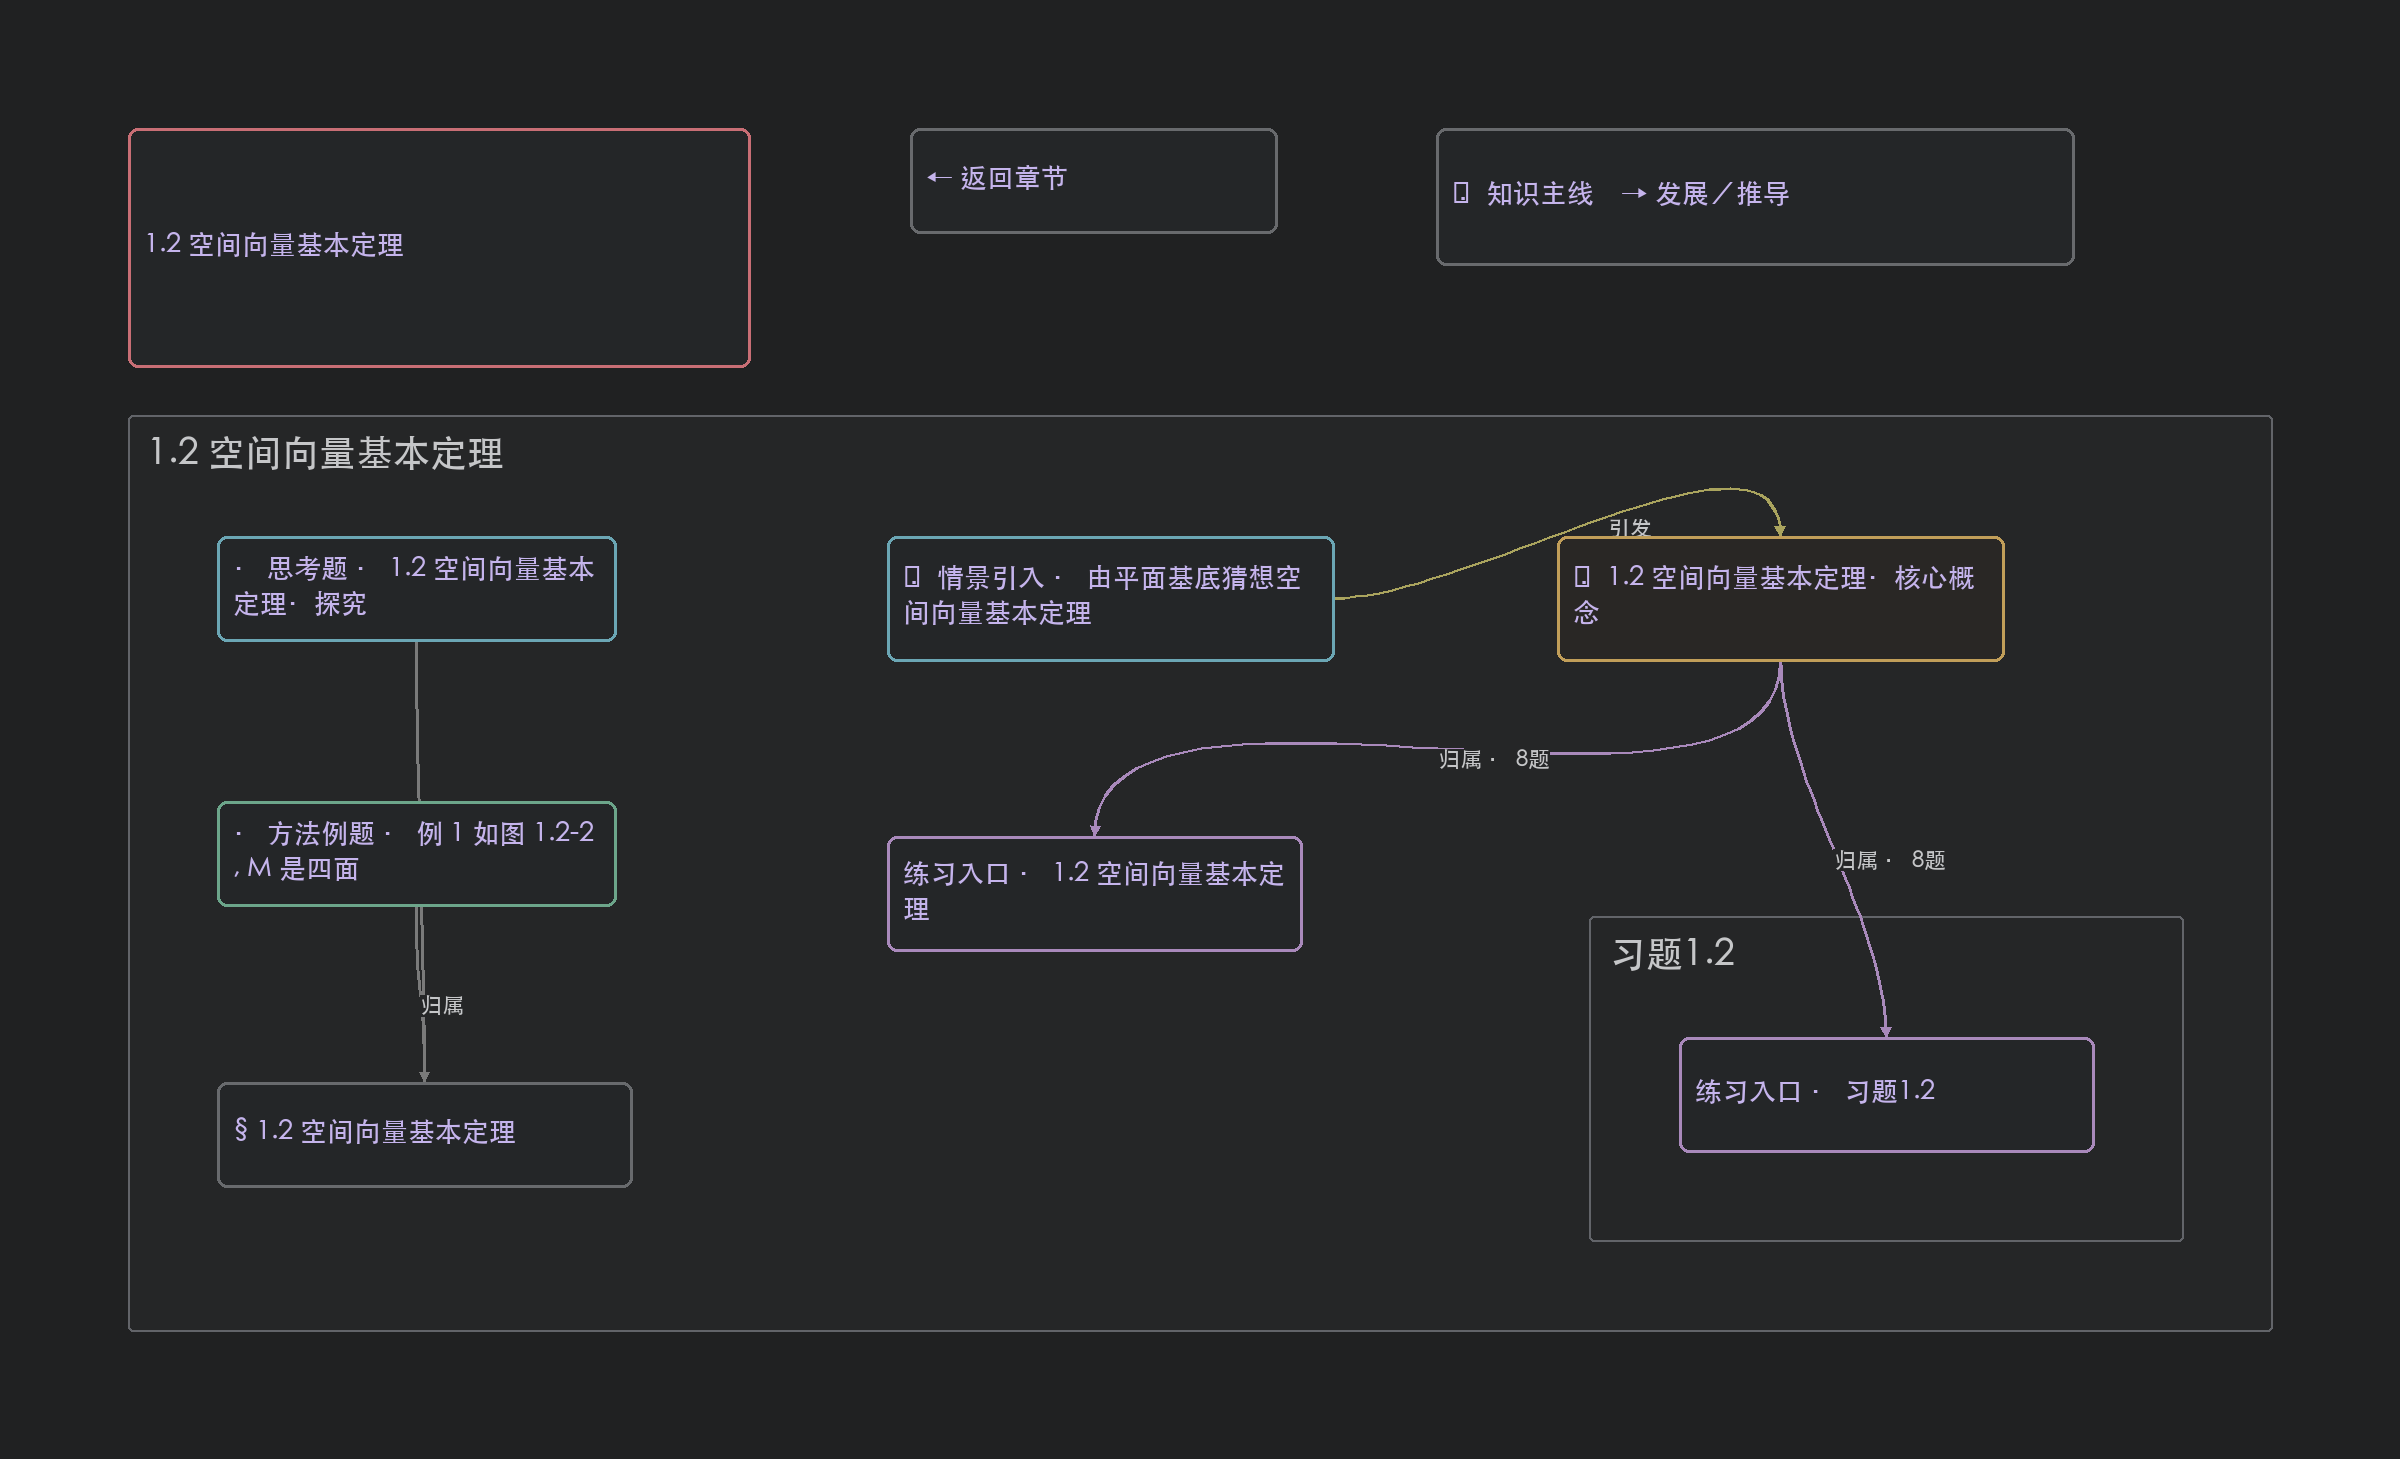 1.2 空间向量基本定理
← 返回章节
知识主线 → 发展／推导
1.2 空间向量基本定理
引发
· 思考题 · 1.2 空间向量基本
定理· 探究
情景引入 · 由平面基底猜想空
间向量基本定理
1.2 空间向量基本定理· 核心概
念
归属 · 8题
· 方法例题 · 例 1 如图 1.2-2
, M 是四面
练习入口 · 1.2 空间向量基本定
理
归属 · 8题
习题1.2
归属
练习入口 · 习题1.2
§ 1.2 空间向量基本定理